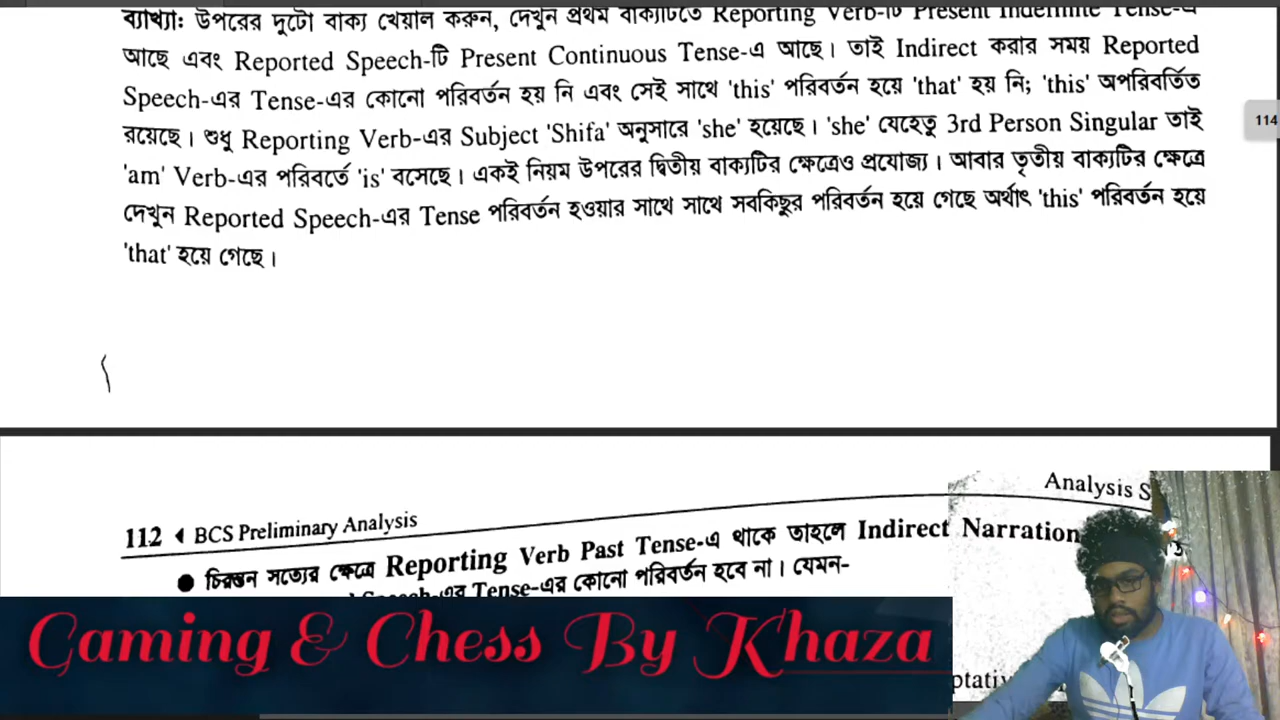 ব্যাখ্যা: উপরের দুটো বাক্য খেয়াল করুন, দেখুন প্রথম বাক্যটিতে Reporting Verb-টি Present Indefinite Tense-এ
আছে এবং Reported Speech-টি Present Continuous Tense-এ আছে। তাই Indirect করার সময় Reported
Speech-এর Tense-এর কোনো পরিবর্তন হয় নি এবং সেই সাথে 'this' পরিবর্তন হয়ে 'that' হয় নি; 'this' অপরিবর্তিত
রয়েছে। শুধু Reporting Verb-এর Subject 'Shifa' অনুসারে 'she' হয়েছে। 'she' যেহেতু 3rd Person Singular তাই
'am' Verb-এর পরিবর্তে 'is' বসেছে। একই নিয়ম উপরের দ্বিতীয় বাক্যটির ক্ষেত্রেও প্রযোজ্য। আবার তৃতীয় বাক্যটির ক্ষেত্রে
দেখুন Reported Speech-এর Tense পরিবর্তন হওয়ার সাথে সাথে সবকিছুর পরিবর্তন হয়ে গেছে অর্থাৎ 'this' পরিবর্তন হয়ে
'that' হয়ে গেছে।
114
Analysis S
112 ◄ BCS Preliminary Analysis
● চিরন্তন সত্যের ক্ষেত্রে Reporting Verb Past Tense-এ থাকে তাহলে Indirect Narration
Speech-এর Tense-এর কোনো পরিবর্তন হবে না। যেমন-
Gaming & Chess By Khaza